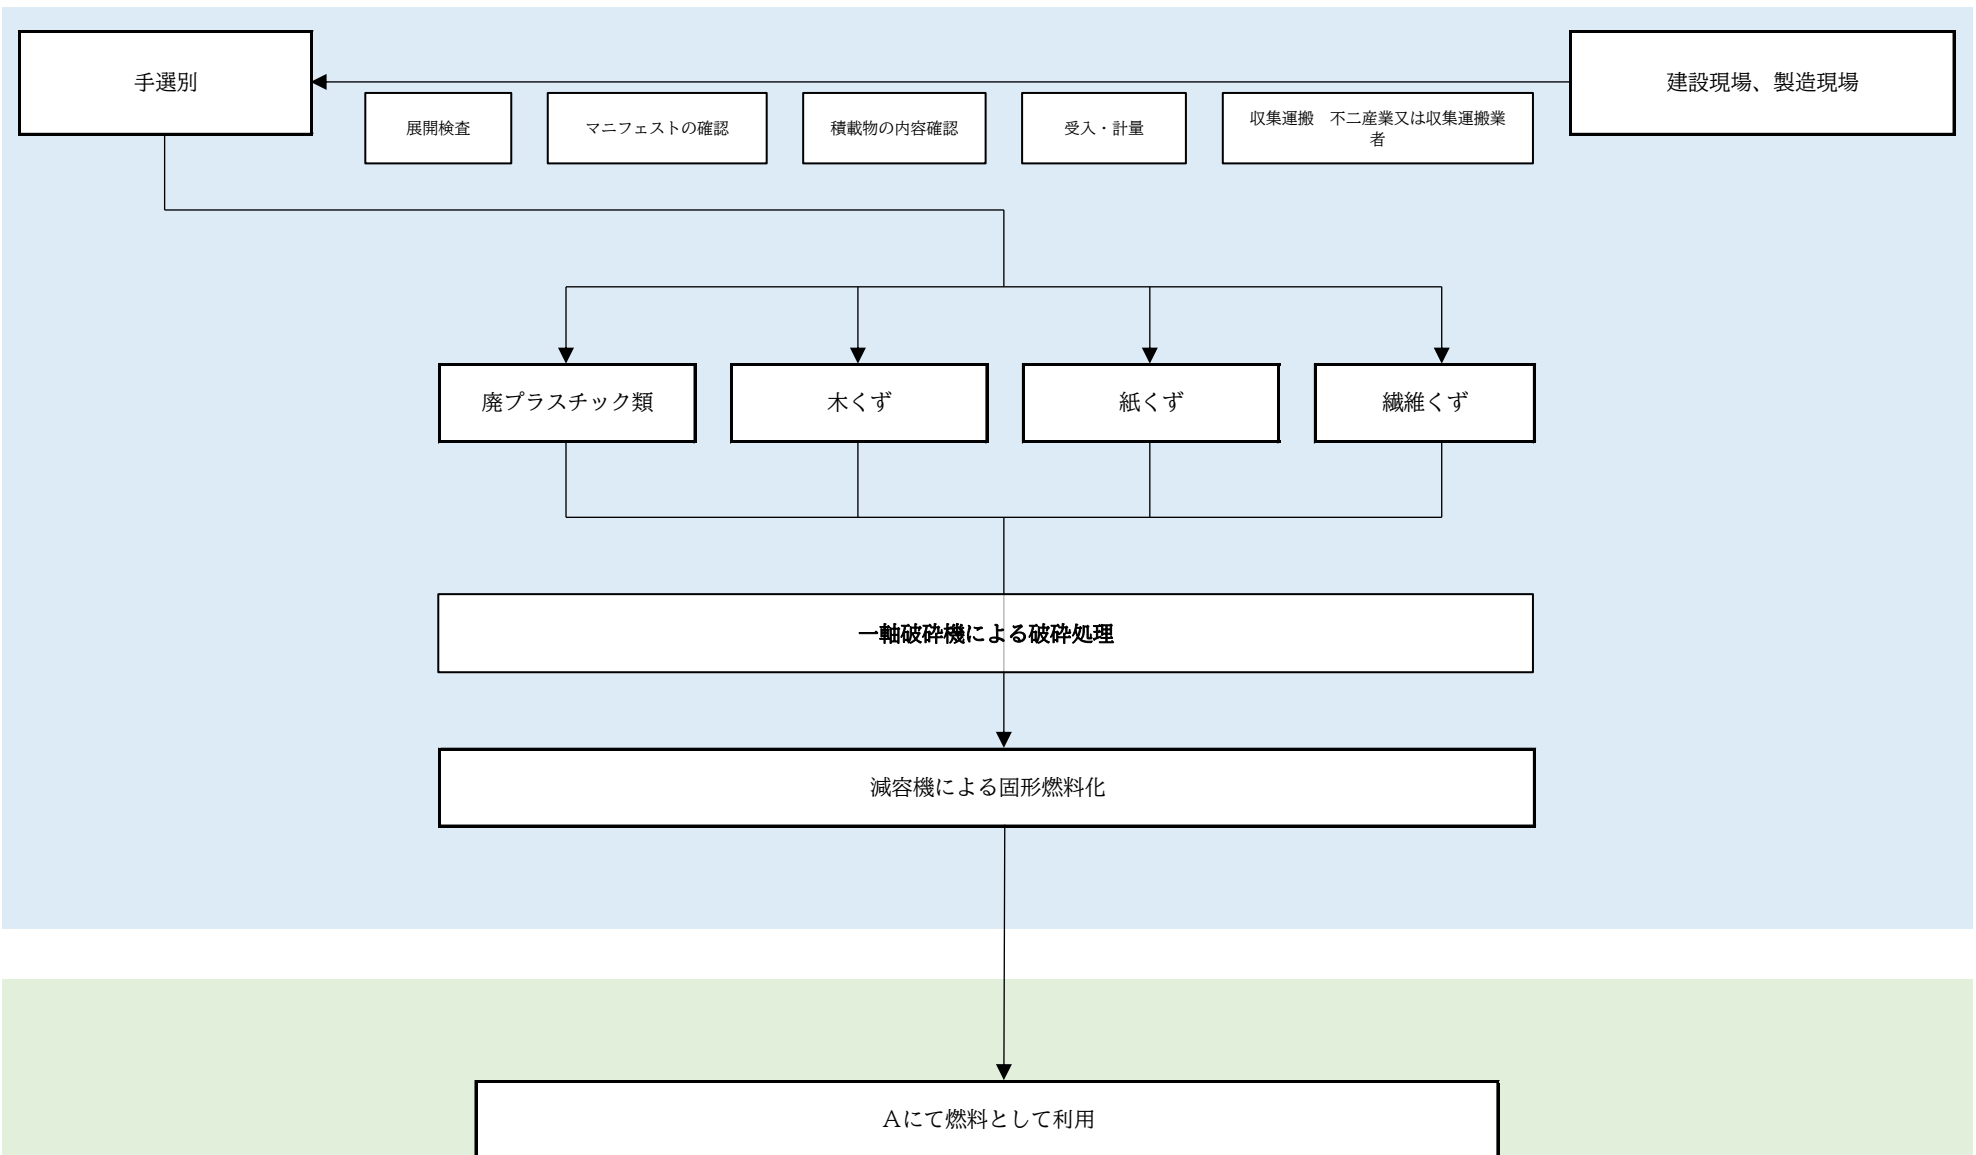 手選別
建設現場、製造現場
展開検査
マニフェストの確認
積載物の内容確認
受入・計量
収集運搬　不二産業又は収集運搬業
者
廃プラスチック類
木くず
紙くず
繊維くず
一軸破砕機による破砕処理
減容機による固形燃料化
Aにて燃料として利用